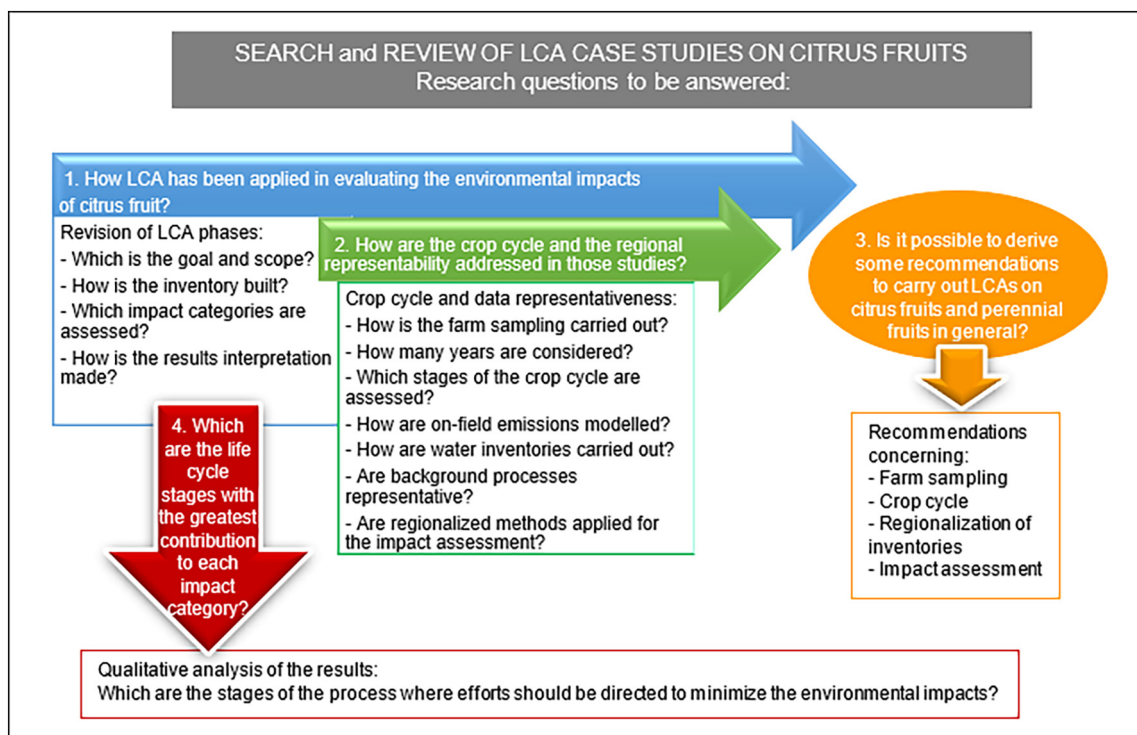 SEARCH and REVIEW OF LCA CASE STUDIES ON CITRUS FRUITS
Research questions to be answered:
1. How LCA has been applied in evaluating the environmental impacts
of citrus fruit?
Revision of LCA phases:
- Which is the goal and scope?
- How is the inventory built?
- Which impact categories are
assessed?
- How is the results interpretation
made?
2. How are the crop cycle and the regional
representability addressed in those studies?
Crop cycle and data representativeness:
- How is the farm sampling carried out?
- How many years are considered?
- Which stages of the crop cycle are
assessed?
- How are on-field emissions modelled?
- How are water inventories carried out?
- Are background processes
representative?
- Are regionalized methods applied for
the impact assessment?
3. Is it possible to derive
some recommendations
to carry out LCAs on
citrus fruits and perennial
fruits in general?
Recommendations
concerning:
- Farm sampling
- Crop cycle
- Regionalization of
inventories
- Impact assessment
4. Which
are the life
cycle
stages with
the greatest
contribution
to each
impact
category?
Qualitative analysis of the results:
Which are the stages of the process where efforts should be directed to minimize the environmental impacts?